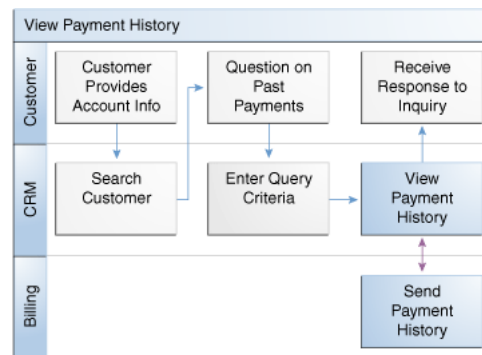 View Payment History
Customer
Customer
Provides
Account Info
Question on
Past
Payments
Receive
Response to
Inquiry
CRM
Search
Customer
Enter Query
Criteria
View
Payment
History
Billing
Send
Payment
History